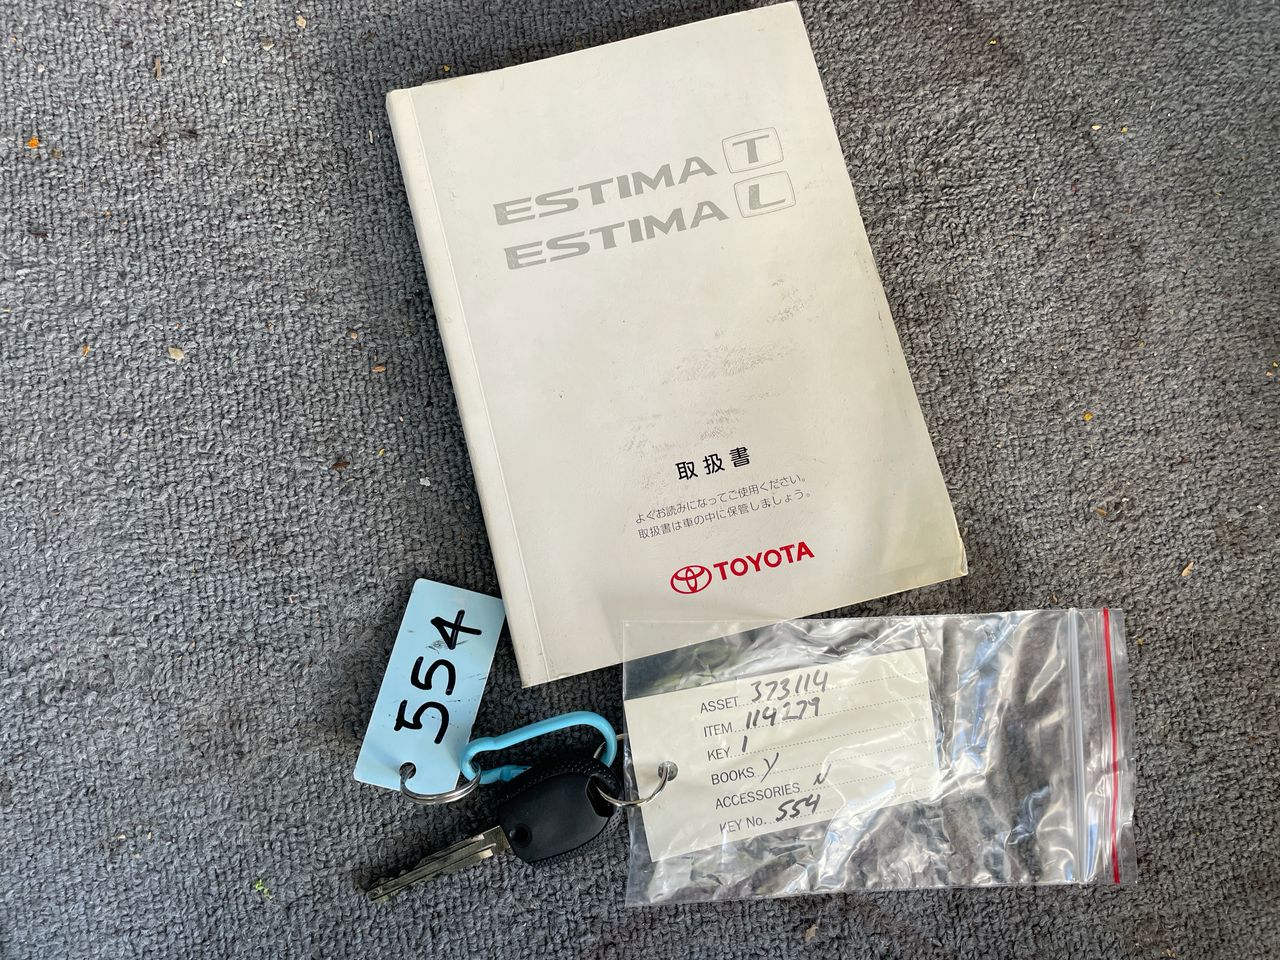 ESTIMA T
ESTIMA L
取扱書
よくお読みになってご使用ください。
取扱書は車の中に保管しましょう。
TOYOTA
554
ASSET 373114
ITEM 114279
KEY 1
BOOKS Y
ACCESSORIES N
KEY No. 554